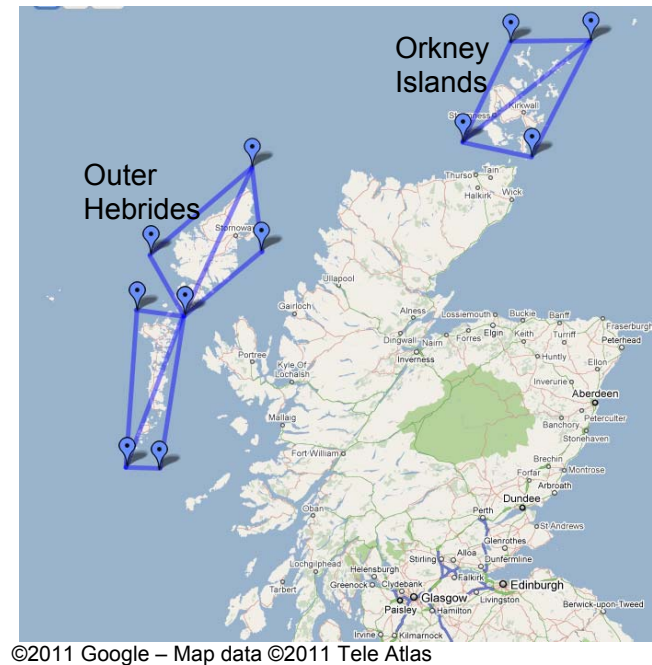 Orkney
Islands
Kirkwall
Outer
Hebrides
Thurso
Tain
Halkirk
Wick
Ullapool
Gairloch
Alness
Lossiemouth
Buckie
Banff
Fraserburgh
Dingwall
Nairn
Forres
Elgin
Keith
Turriff
Peterhead
Inverness
Portree
Huntly
Ellon
Kyle Of
Lochalsh
Inverurie
Aberdeen
Mallaig
Banchory
Peterculter
Stonehaven
Fort William
Brechin
Forfar
Montrose
Arbroath
Dundee
Oban
Perth
St Andrews
Glenrothes
Lochgilphead
Stirling
Alloa
Dunfermline
Helensburgh
Falkirk
Edinburgh
Greenock
Clydebank
Tarbert
Glasgow
Livingston
Paisley
Hamilton
Berwick-upon-Tweed
Irvine
Kilmarnock
©2011 Google – Map data ©2011 Tele Atlas